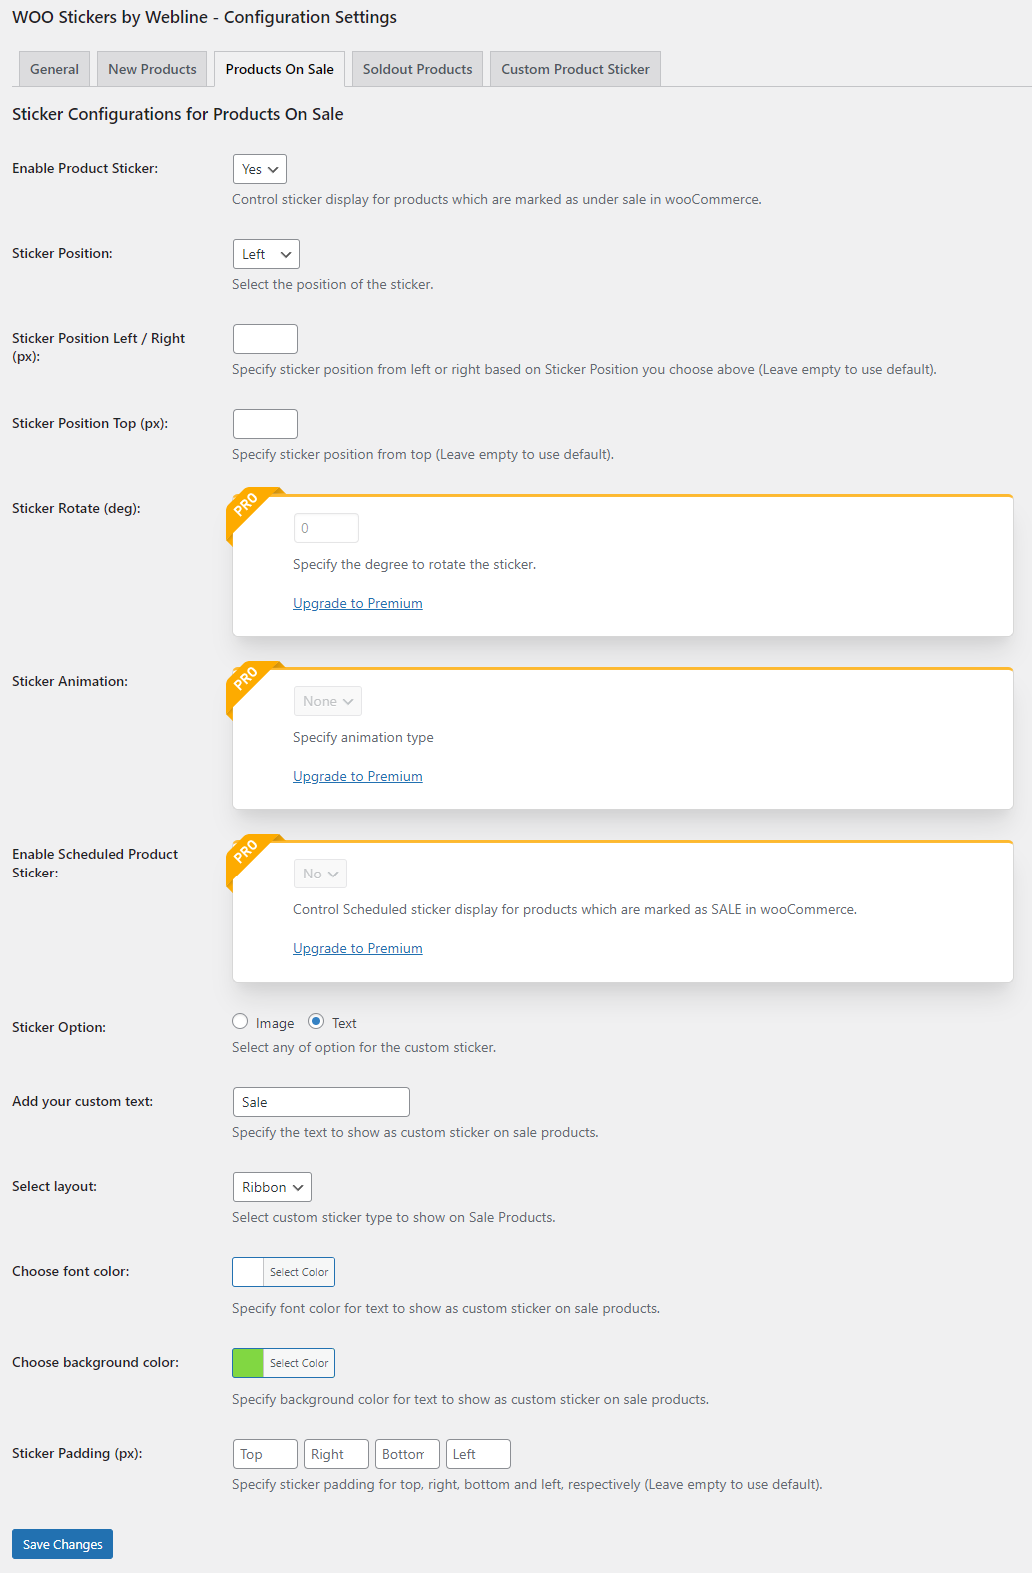 WOO Stickers by Webline - Configuration Settings
General New Products Products On Sale Soldout Products Custom Product Sticker
Sticker Configurations for Products On Sale
Enable Product Sticker: Yes
Control sticker display for products which are marked as under sale in wooCommerce.
Sticker Position: Left
Select the position of the sticker.
Sticker Position Left / Right
(px):
Specify sticker position from left or right based on Sticker Position you choose above (Leave empty to use default).
Sticker Position Top (px):
Specify sticker position from top (Leave empty to use default).
Sticker Rotate (deg): PRO
0
Specify the degree to rotate the sticker.
Upgrade to Premium
Sticker Animation: PRO
None
Specify animation type
Upgrade to Premium
Enable Scheduled Product PRO
Sticker: No
Control Scheduled sticker display for products which are marked as SALE in wooCommerce.
Upgrade to Premium
Sticker Option: Image Text
Select any of option for the custom sticker.
Add your custom text: Sale
Specify the text to show as custom sticker on sale products.
Select layout: Ribbon
Select custom sticker type to show on Sale Products.
Choose font color: Select Color
Specify font color for text to show as custom sticker on sale products.
Choose background color: Select Color
Specify background color for text to show as custom sticker on sale products.
Sticker Padding (px): Top Right Bottom Left
Specify sticker padding for top, right, bottom and left, respectively (Leave empty to use default).
Save Changes